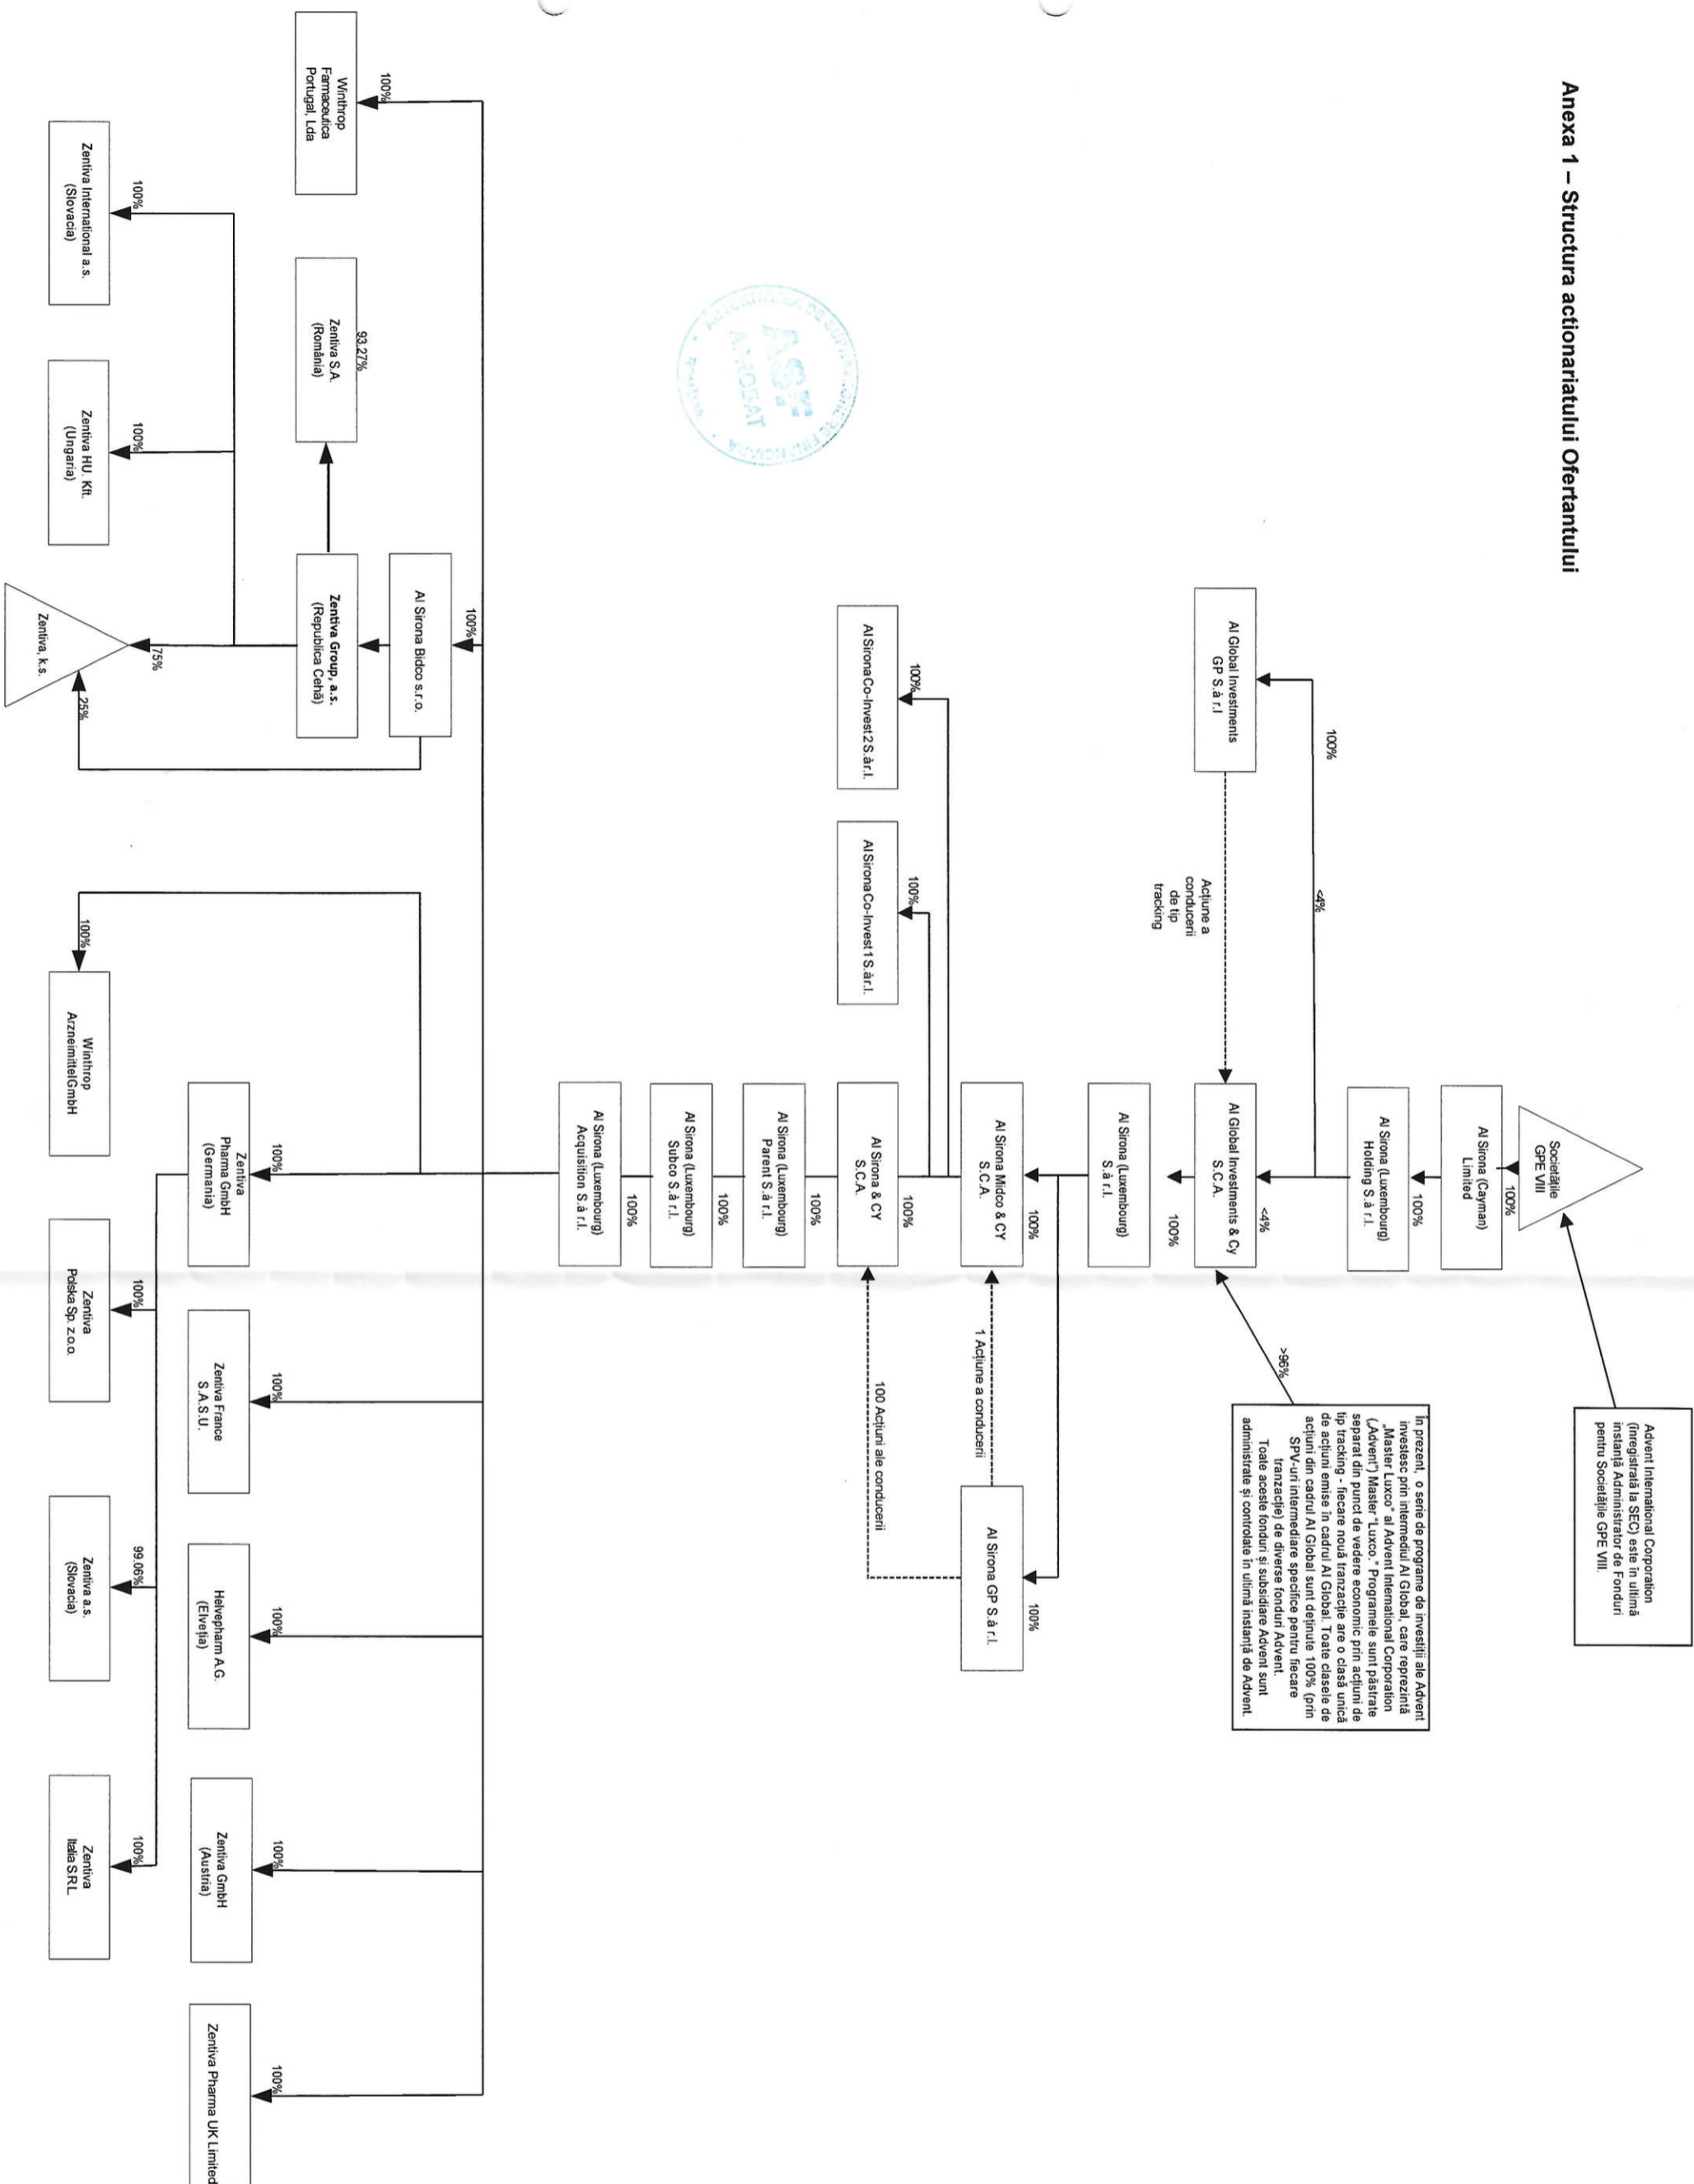 Anexa 1 – Structura actionariatului Ofertantului
Advent International Corporation
(înregistrată la SEC) este în ultimă
instanță Administrator de Fonduri
pentru Societățile GPE VIII.
Societățile
GPE VIII
100%
AI Sirona (Cayman)
Limited
100%
AI Sirona (Luxembourg)
Holding S.à r.l.
100%
<4%
<4%
>96%
În prezent, o serie de programe de investiții ale Advent
investesc prin intermediul AI Global, care reprezintă
„Master Luxco" al Advent International Corporation
(„Advent") Master "Luxco." Programele sunt păstrate
separat din punct de vedere economic prin acțiuni de
tip tracking - fiecare nouă tranzacție are o clasă unică
de acțiuni emise în cadrul AI Global. Toate clasele de
acțiuni din cadrul AI Global sunt deținute 100% (prin
SPV-uri intermediare specifice pentru fiecare
tranzacție) de diverse fonduri Advent.
Toate aceste fonduri și subsidiare Advent sunt
administrate și controlate în ultimă instanță de Advent.
AI Global Investments
GP S.à r.l
Acțiune a
conducerii
de tip
tracking
AI Global Investments & Cy
S.C.A.
100%
AI Sirona (Luxembourg)
S.à r.l.
100%
100%
AI Sirona Midco & CY
S.C.A.
1 Acțiune a conducerii
AI Sirona GP S.à r.l.
100%
100%
100%
100 Acțiuni ale conducerii
AI Sirona Co-Invest 2 S.àr.l.
AI Sirona Co-Invest 1 S.àr.l.
AI Sirona & CY
S.C.A.
100%
AI Sirona (Luxembourg)
Parent S.à r.l.
100%
AI Sirona (Luxembourg)
Subco S.à r.l.
100%
AI Sirona (Luxembourg)
Acquisition S.à r.l.
100%
100%
AI Sirona Bidco s.r.o.
Winthrop
Farmaceutica
Portugal, Lda
93.27%
Zentiva S.A.
(România)
Zentiva Group, a.s.
(Republica Cehă)
100%
100%
100%
100%
100%
Zentiva
Pharma GmbH
(Germania)
Zentiva France
S.A.S.U.
Helvepharm A.G.
(Elveția)
Zentiva GmbH
(Austria)
Zentiva Pharma UK Limited
100%
100%
75%
25%
100%
100%
99.06%
100%
Zentiva International a.s.
(Slovacia)
Zentiva HU. Kft.
(Ungaria)
Zentiva, k.s.
Winthrop
Arzneimittel GmbH
Zentiva
Polska Sp. z.o.o.
Zentiva a.s.
(Slovacia)
Zentiva
Italia S.R.L.
AUTORITATEA DE SUPRAVEGHERE FINANCIARĂ
ASF
APROBAT